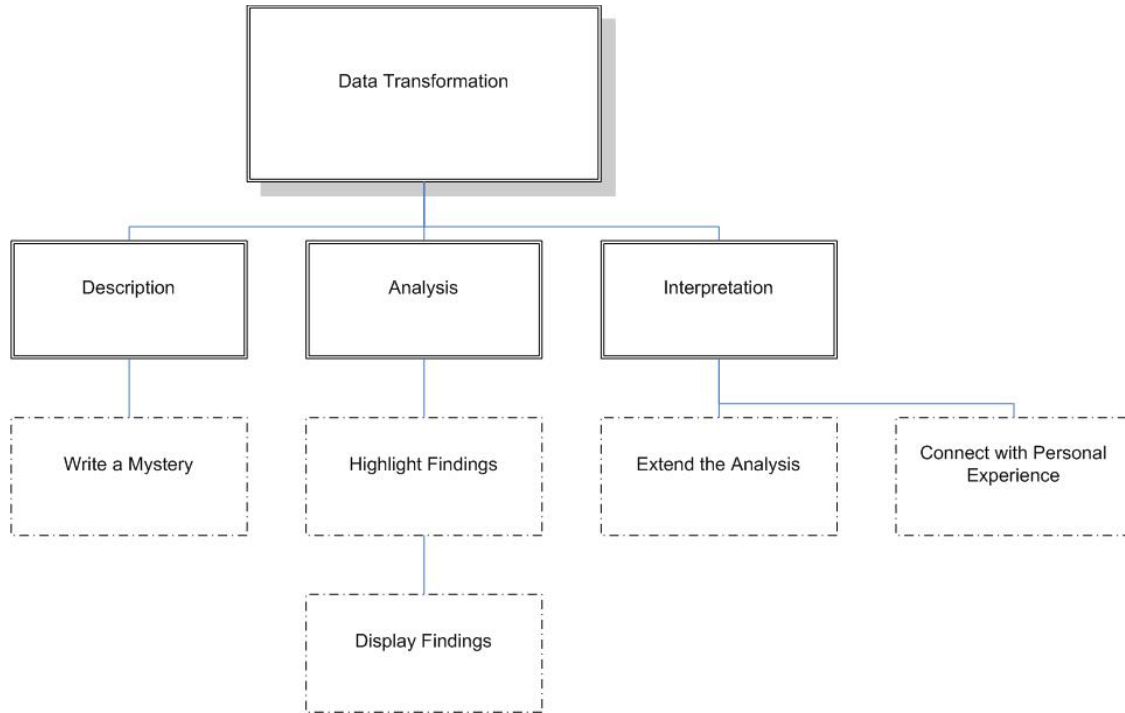 Data Transformation
Description
Analysis
Interpretation
Write a Mystery
Highlight Findings
Extend the Analysis
Connect with Personal
Experience
Display Findings